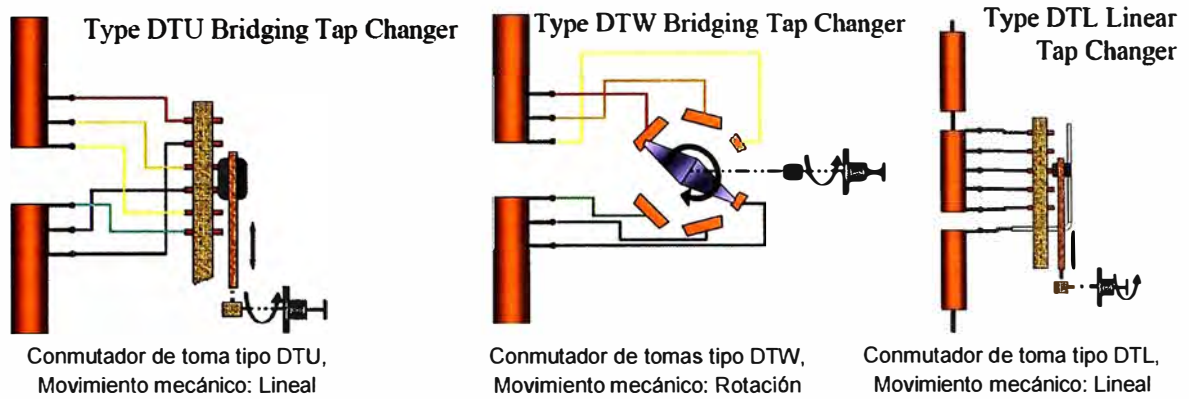 Type DTU Bridging Tap Changer
Type DTW Bridging Tap Changer
Type DTL Linear
Tap Changer
Conmutador de toma tipo DTU,
Movimiento mecánico: Lineal
Conmutador de tomas tipo DTW,
Movimiento mecánico: Rotación
Conmutador de toma tipo DTL,
Movimiento mecánico: Lineal